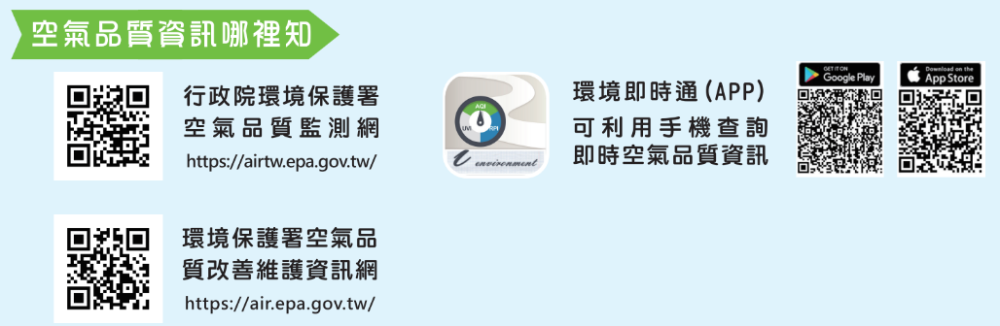 空氣品質資訊哪裡知
行政院環境保護署
空氣品質監測網
https://airtw.epa.gov.tw/
AQI
UVI
RPI
i environment
環境即時通(APP)
可利用手機查詢
即時空氣品質資訊
GET IT ON
Google Play
Download on the
App Store
環境保護署空氣品
質改善維護資訊網
https://air.epa.gov.tw/